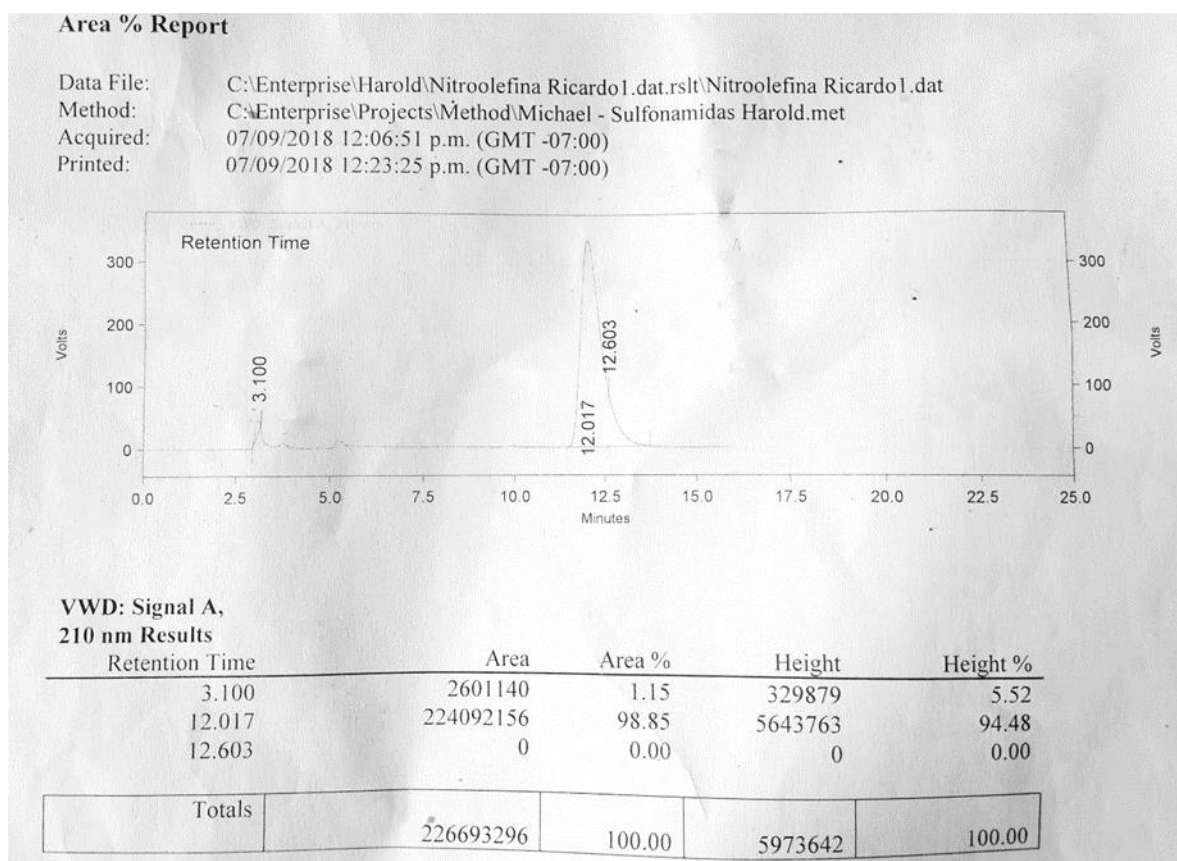 Area % Report
Data File: C:\Enterprise\Harold\Nitroolefina Ricardo1.dat.rslt\Nitroolefina Ricardo1.dat
Method: C:\Enterprise\Projects\Method\Michael - Sulfonamidas Harold.met
Acquired: 07/09/2018 12:06:51 p.m. (GMT -07:00)
Printed: 07/09/2018 12:23:25 p.m. (GMT -07:00)
Retention Time
300 300
200 200
100 100
0 0
Volts Volts
3.100 12.017 12.603
0.0 2.5 5.0 7.5 10.0 12.5 15.0 17.5 20.0 22.5 25.0
Minutes
VWD: Signal A,
210 nm Results
Retention Time Area Area % Height Height %
3.100 2601140 1.15 329879 5.52
12.017 224092156 98.85 5643763 94.48
12.603 0 0.00 0 0.00
Totals
226693296 100.00 5973642 100.00